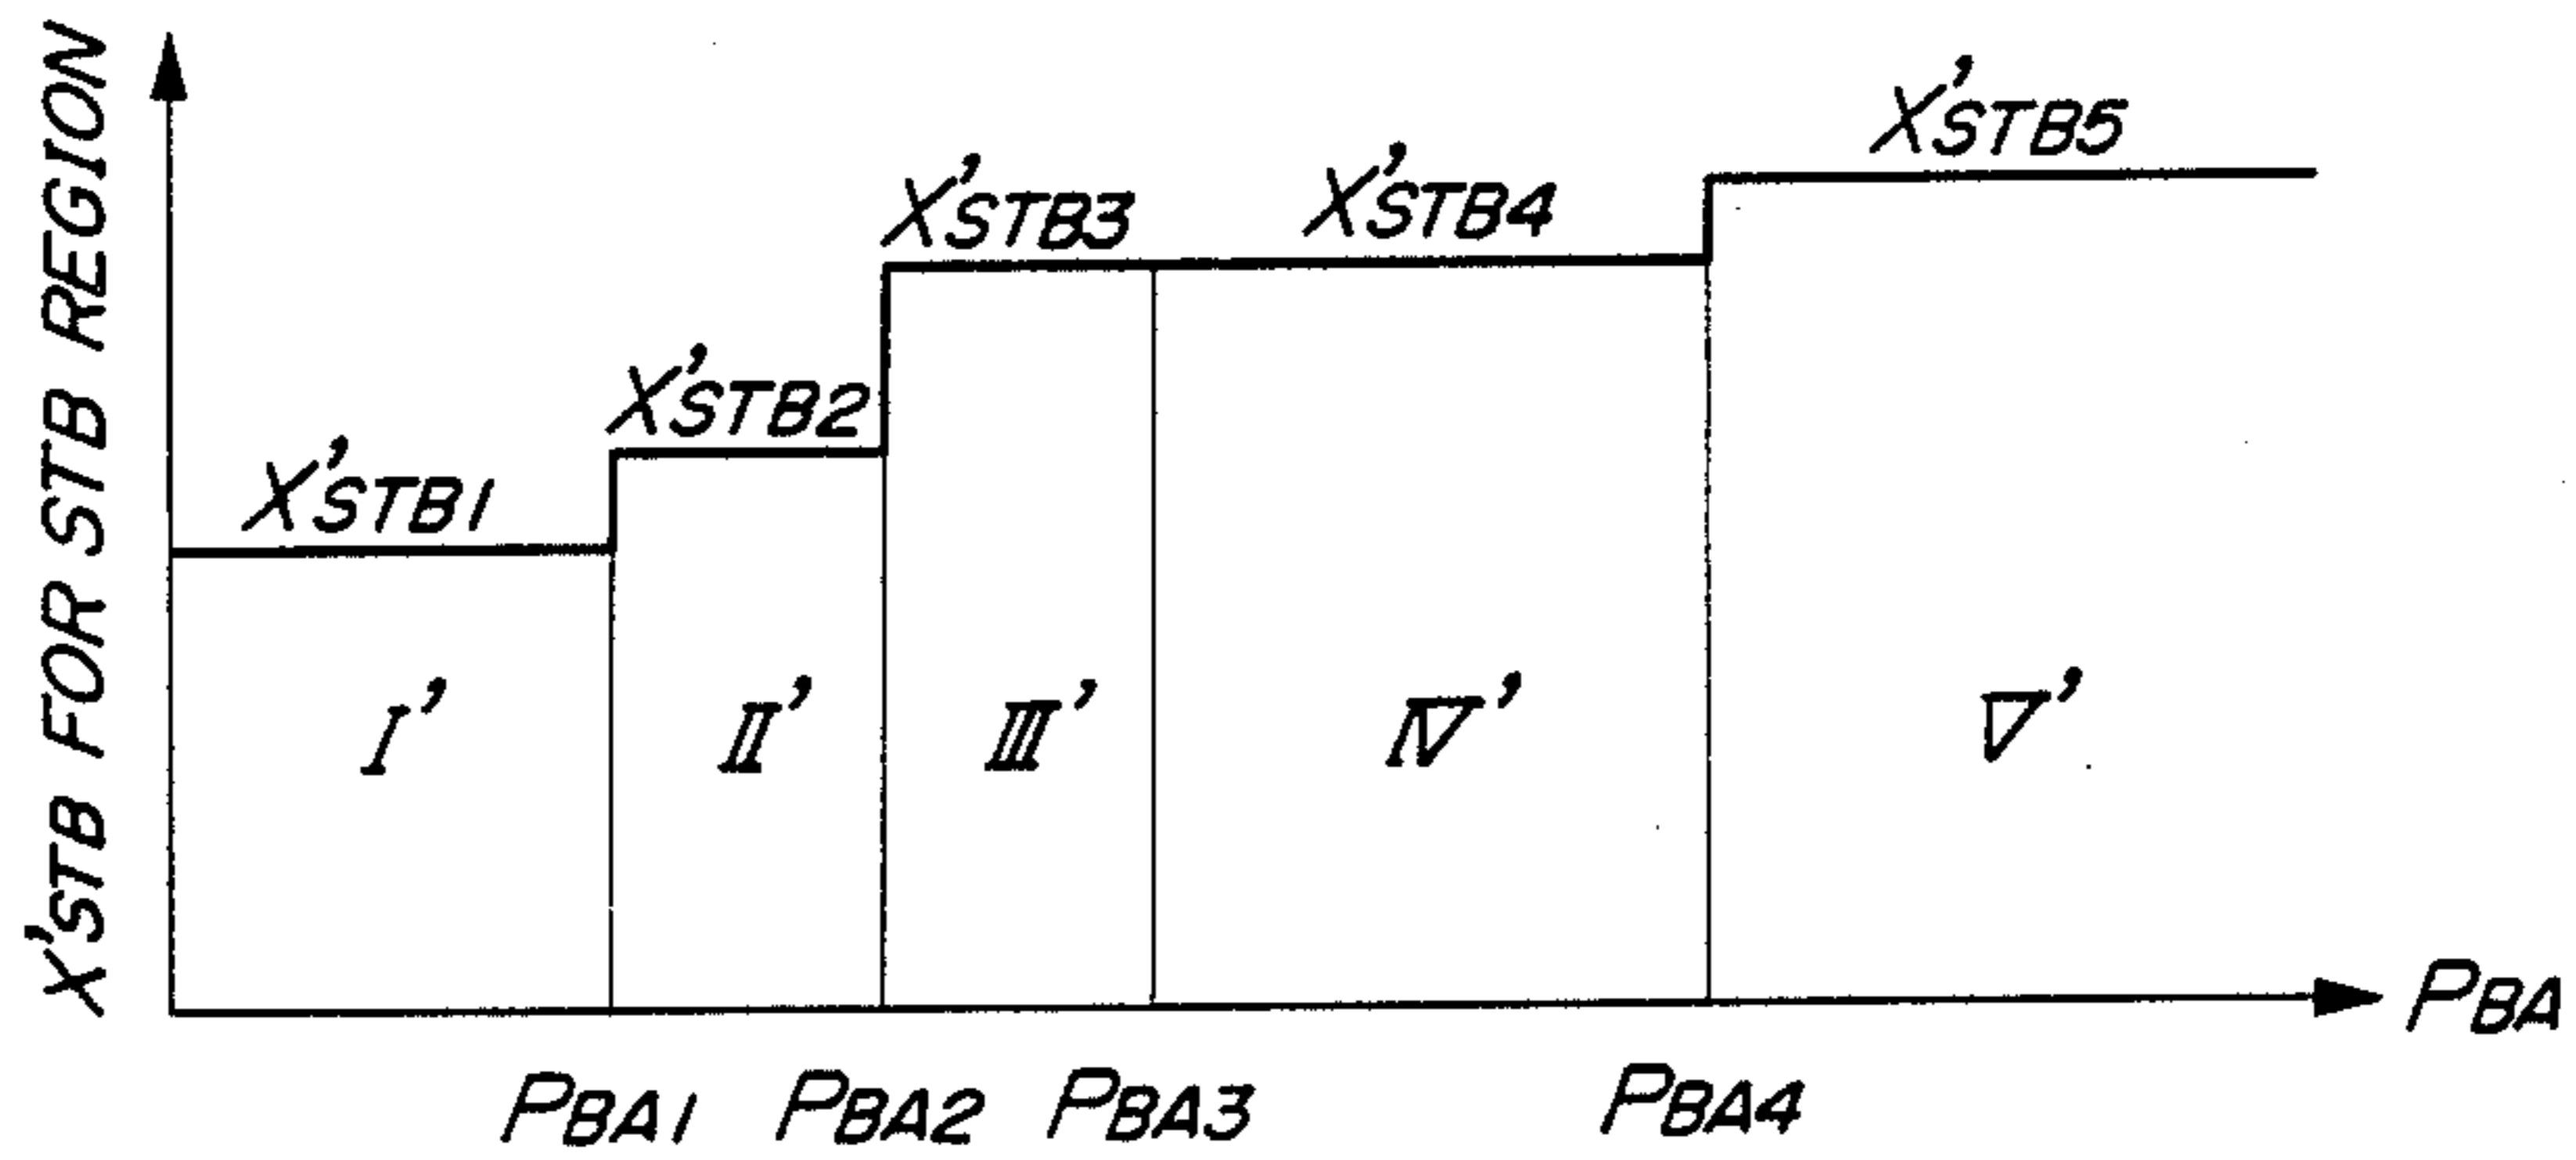 X'STB FOR STB REGION
X'STB5
X'STB3
X'STB4
X'STB2
X'STB1
I'
II'
III'
IV'
V'
PBA
PBA1
PBA2
PBA3
PBA4